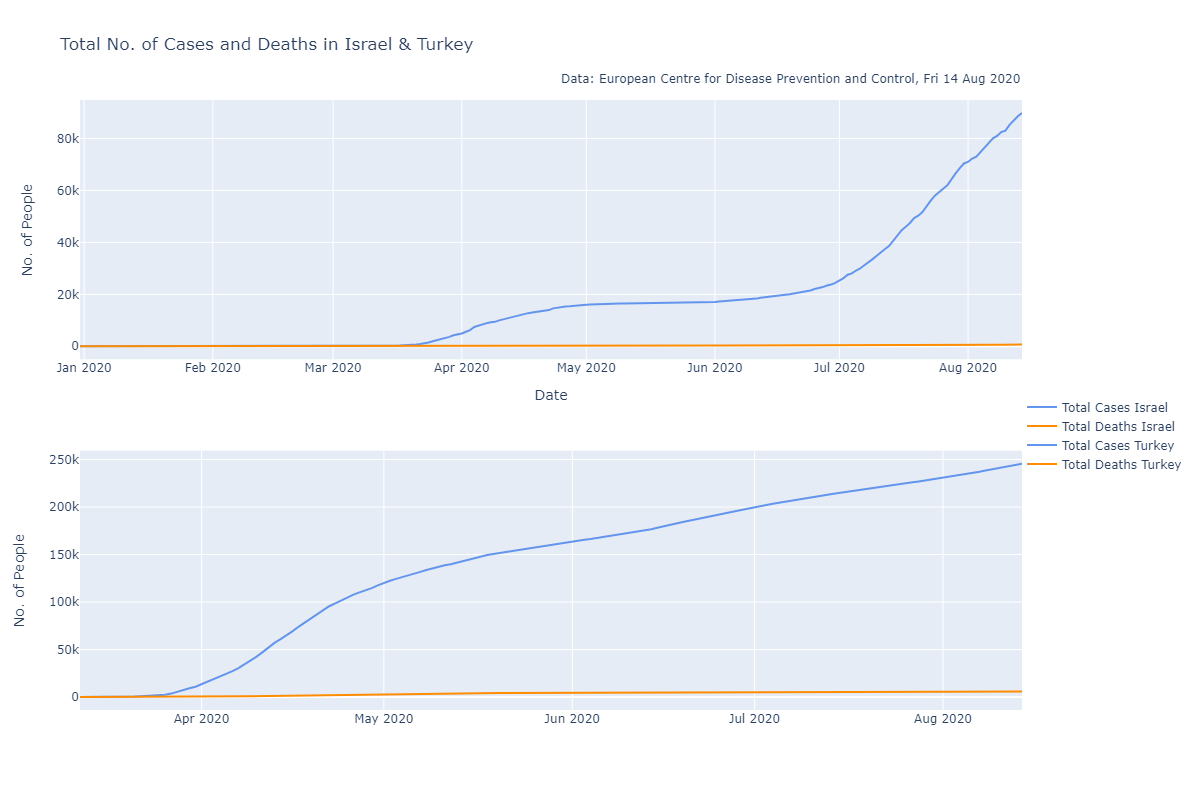 Total No. of Cases and Deaths in Israel & Turkey
Data: European Centre for Disease Prevention and Control, Fri 14 Aug 2020
No. of People
80k
60k
40k
20k
0
Jan 2020 Feb 2020 Mar 2020 Apr 2020 May 2020 Jun 2020 Jul 2020 Aug 2020
Date
Total Cases Israel
Total Deaths Israel
Total Cases Turkey
Total Deaths Turkey
No. of People
250k
200k
150k
100k
50k
0
Apr 2020 May 2020 Jun 2020 Jul 2020 Aug 2020